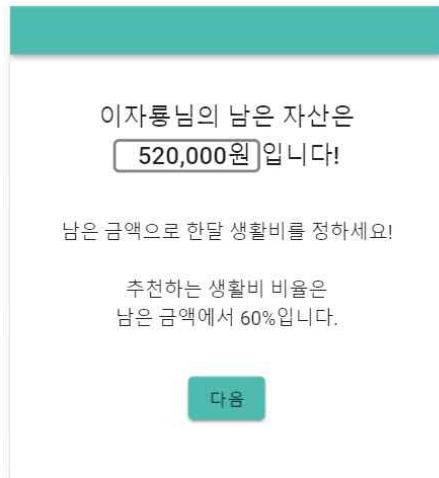 이자룡님의 남은 자산은
520,000원 입니다!
남은 금액으로 한달 생활비를 정하세요!
추천하는 생활비 비율은
남은 금액에서 60%입니다.
다음